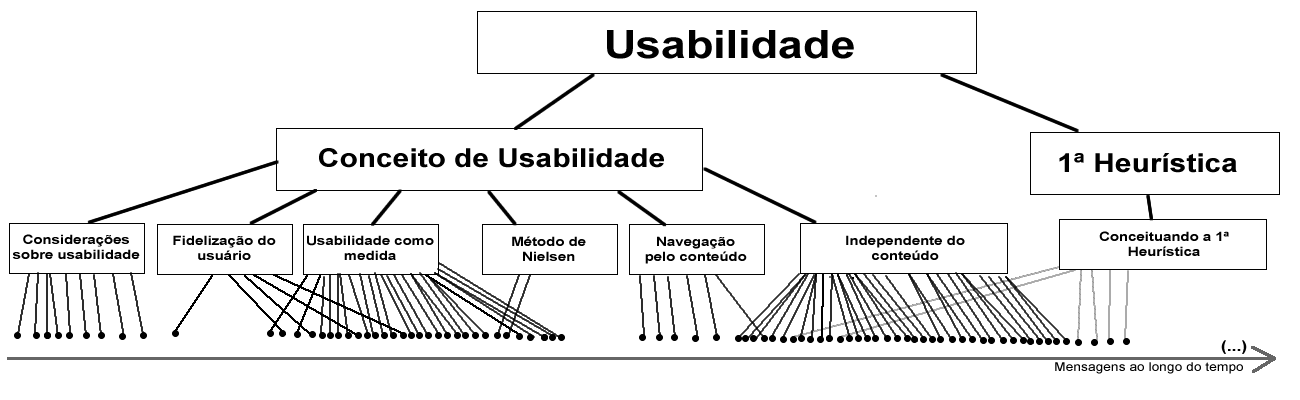 Usabilidade
Conceito de Usabilidade
1ª Heurística
Considerações
sobre usabilidade
Fidelização do
usuário
Usabilidade como
medida
Método de
Nielsen
Navegação
pelo conteúdo
Independente do
conteúdo
Conceituando a 1ª
Heurística
(...)
Mensagens ao longo do tempo